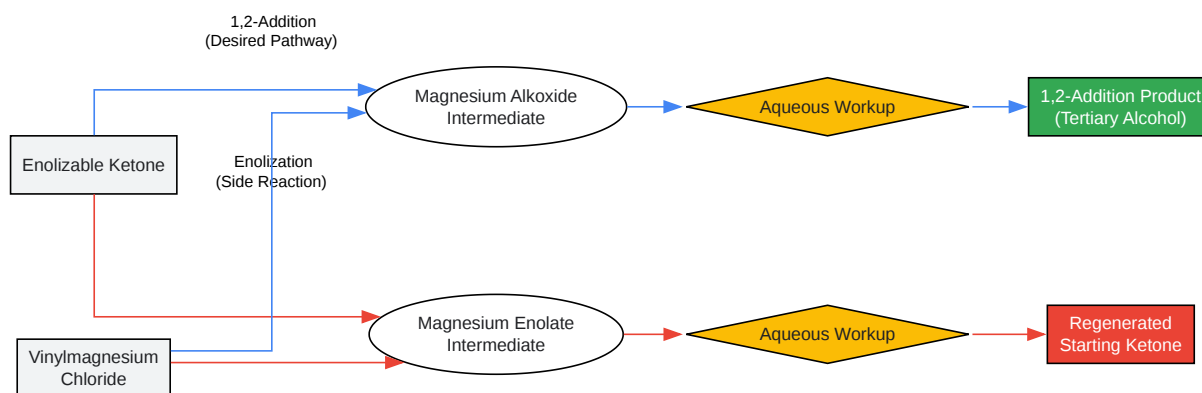 1,2-Addition
(Desired Pathway)
Magnesium Alkoxide
Intermediate
Aqueous Workup
1,2-Addition Product
(Tertiary Alcohol)
Enolizable Ketone
Enolization
(Side Reaction)
Magnesium Enolate
Intermediate
Aqueous Workup
Regenerated
Starting Ketone
Vinylmagnesium
Chloride